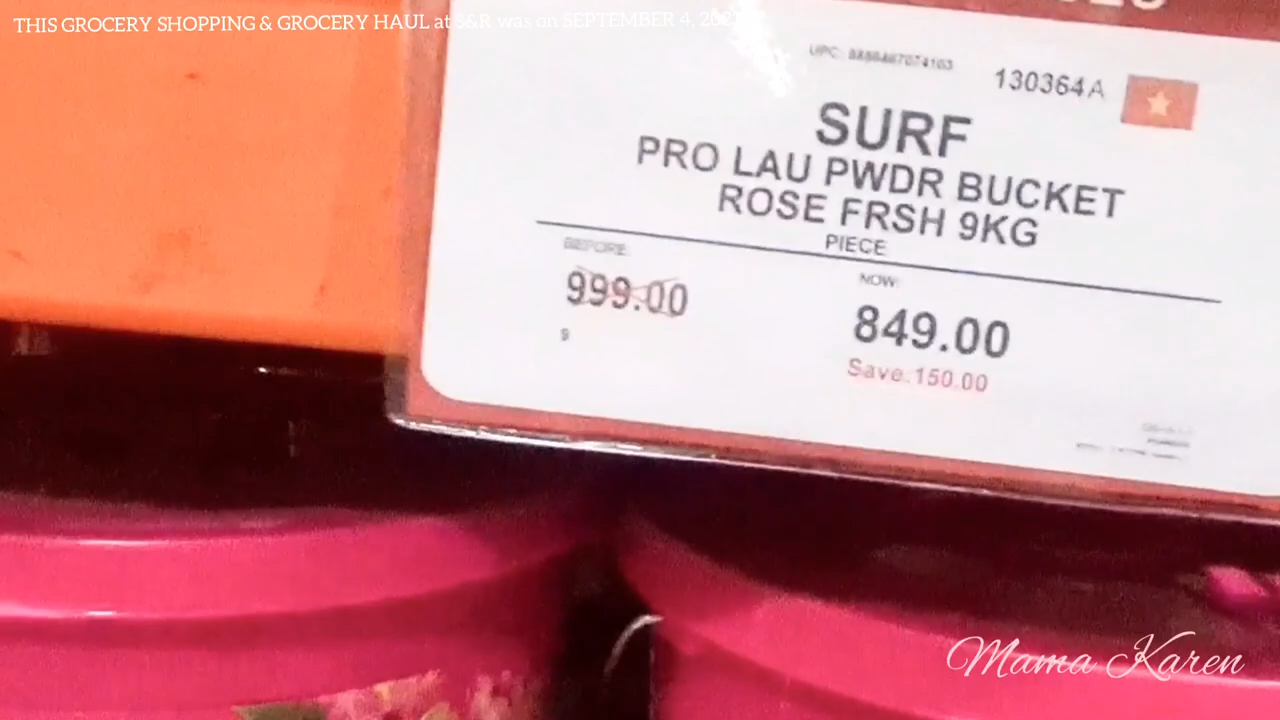 THIS GROCERY SHOPPING & GROCERY HAUL at S&R was on SEPTEMBER 4,
UPC:
130364A
SURF
PRO LAU PWDR BUCKET
ROSE FRSH 9KG
PIECE
BEFORE: NOW:
999.00 849.00
9 Save:150.00
Mama Karen